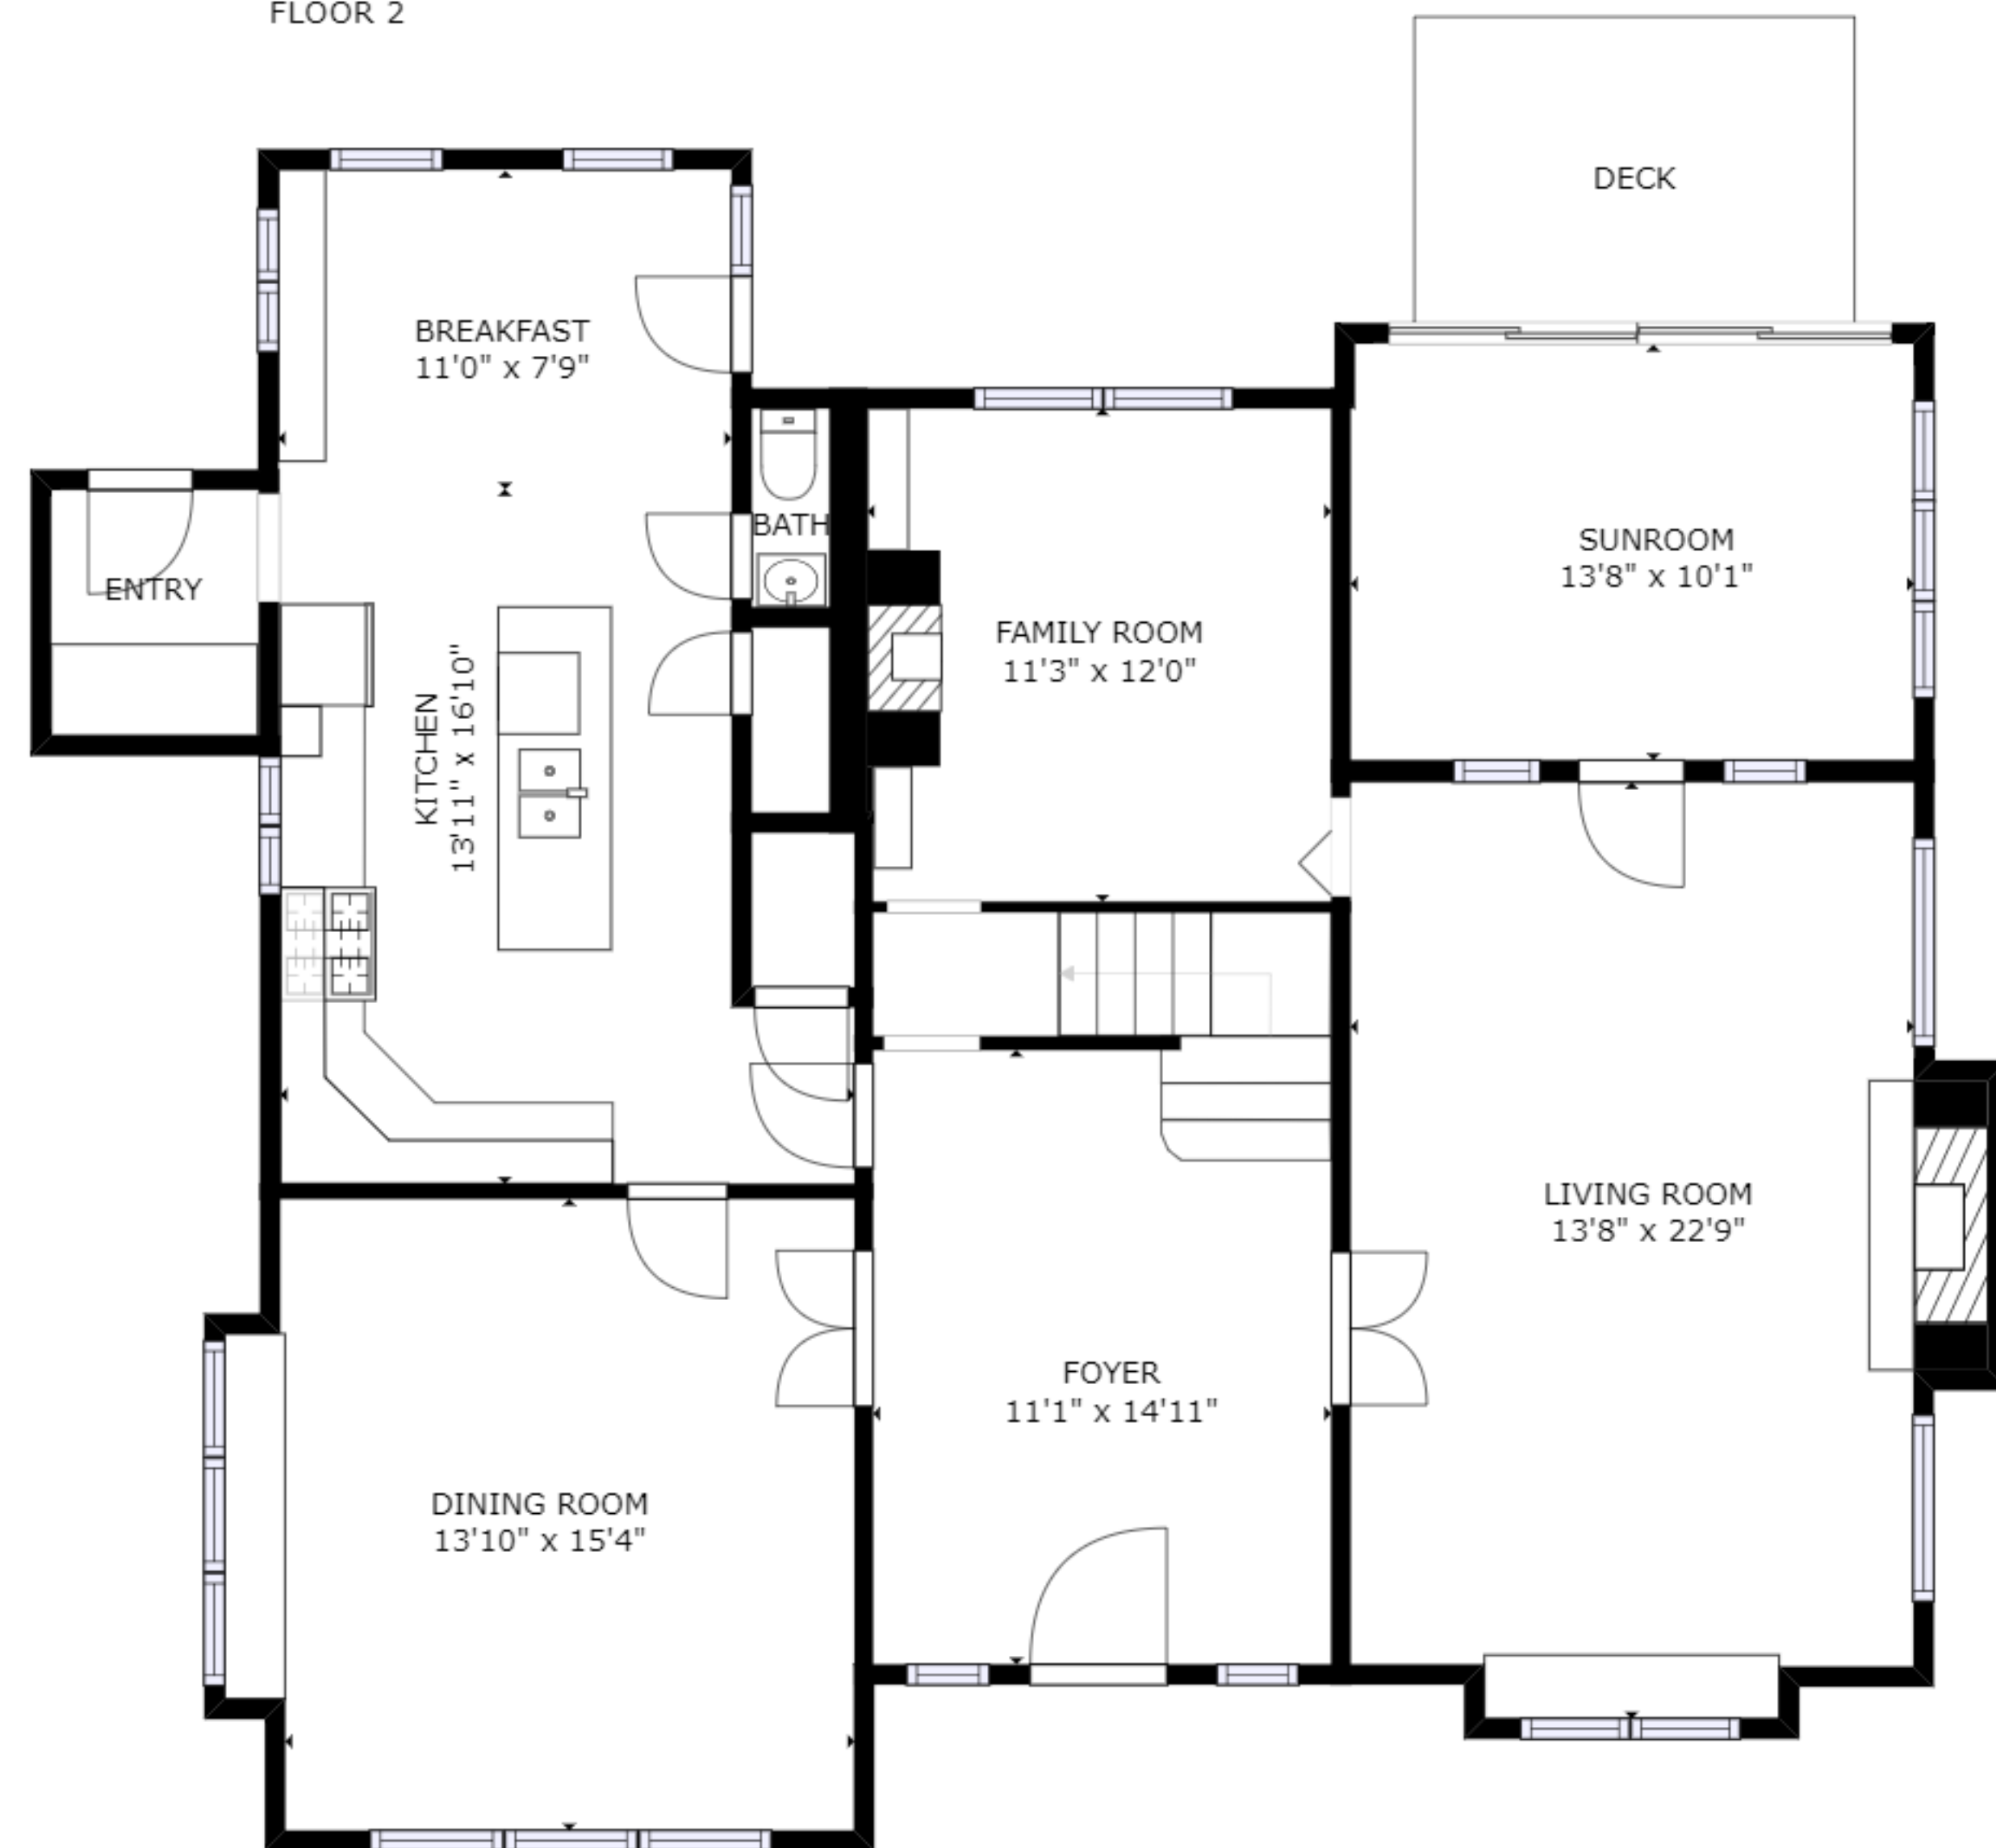 FLOOR 2
DECK
BREAKFAST
11'0" x 7'9"
BATH
SUNROOM
13'8" x 10'1"
ENTRY
FAMILY ROOM
11'3" x 12'0"
KITCHEN
13'11" x 16'10"
LIVING ROOM
13'8" x 22'9"
FOYER
11'1" x 14'11"
DINING ROOM
13'10" x 15'4"